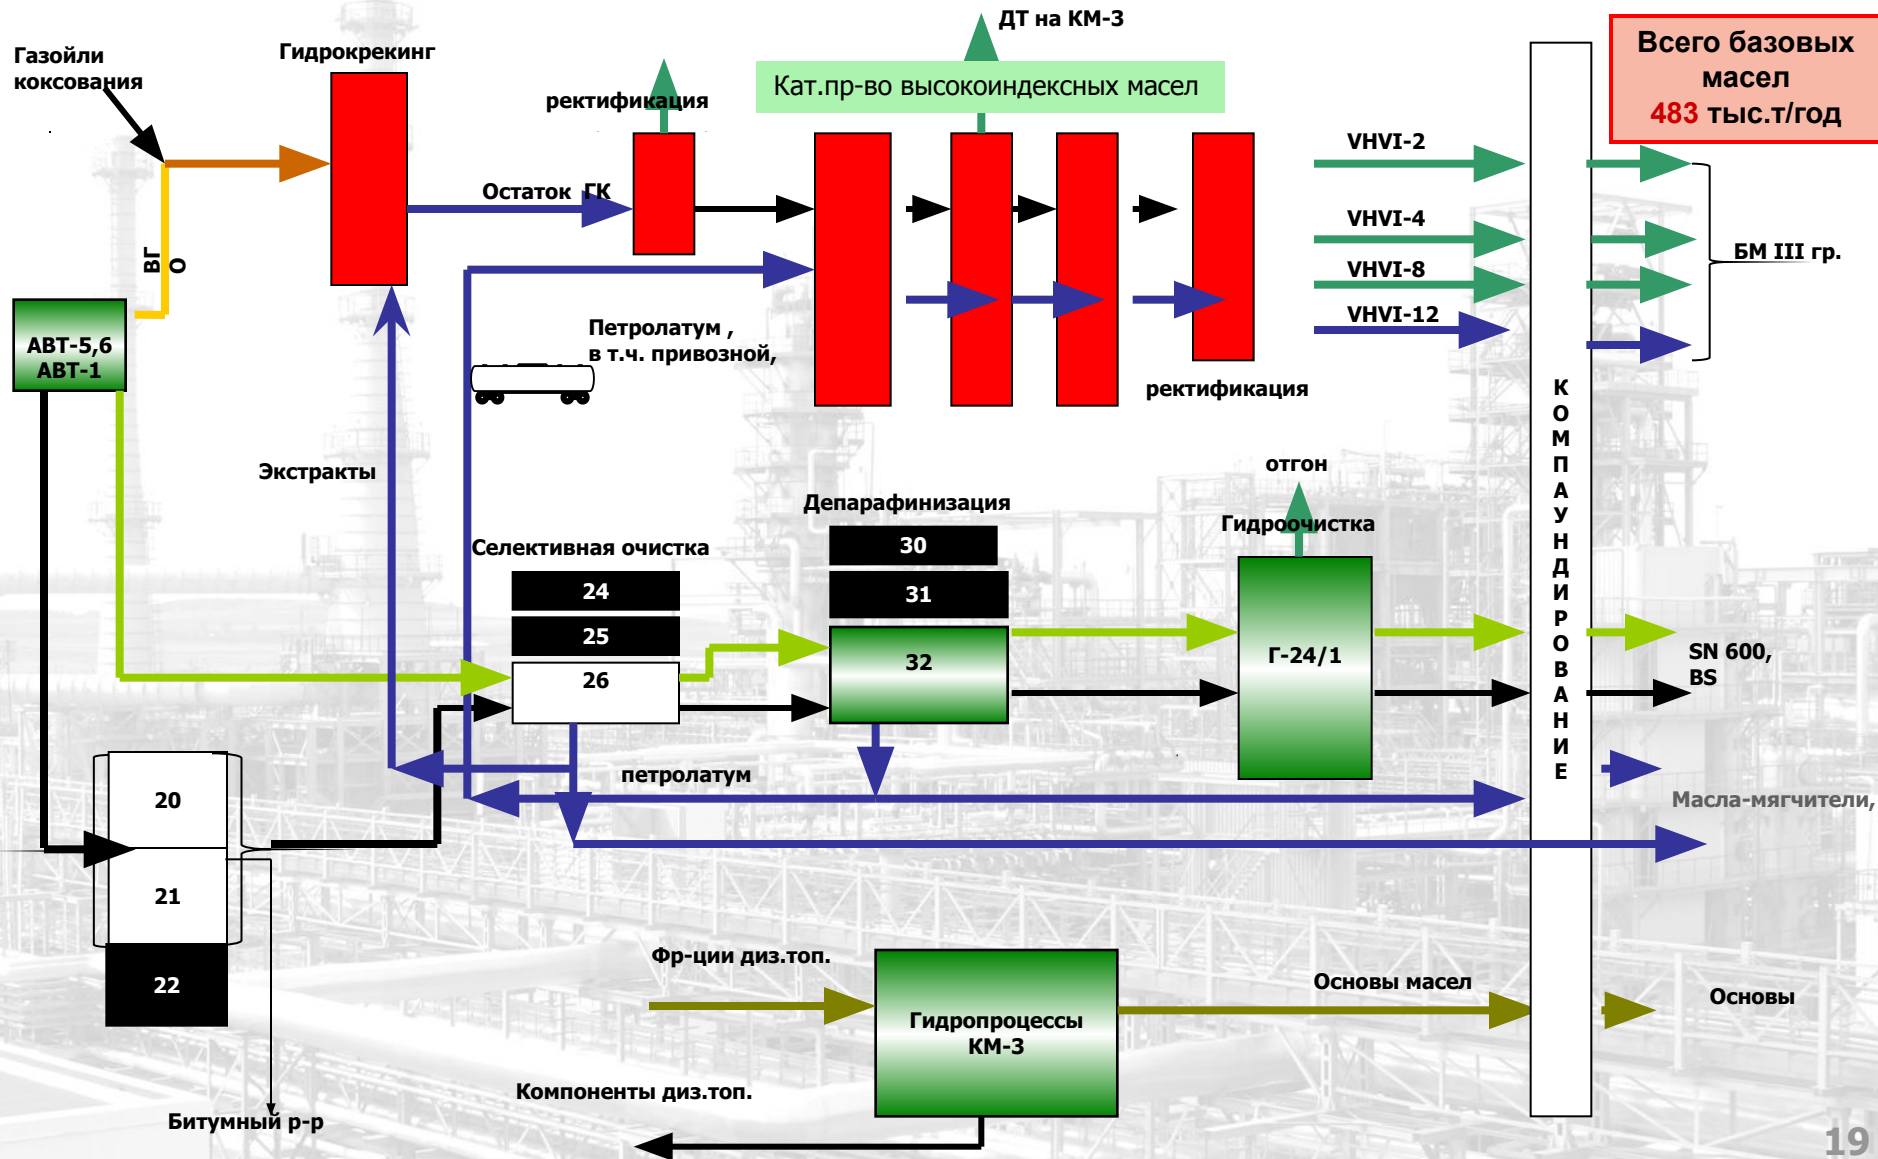 ДТ на КМ-3
Всего базовых
масел
483 тыс.т/год
Газойли
коксования
Гидрокрекинг
ректификация
Кат.пр-во высокоиндексных масел
VHVI-2
Остаток ГК
VHVI-4
БМ III гр.
ВГ
О
VHVI-8
VHVI-12
АВТ-5,6
АВТ-1
Петролатум ,
в т.ч. привозной,
ректификация
К
О
М
П
А
У
Н
Д
И
Р
О
В
А
Н
И
Е
Экстракты
отгон
Депарафинизация
Гидроочистка
Селективная очистка
30
24
31
25
32
Г-24/1
26
SN 600,
BS
петролатум
20
Масла-мягчители,
21
22
Фр-ции диз.топ.
Основы масел
Основы
Гидропроцессы
КМ-3
Компоненты диз.топ.
Битумный р-р
19